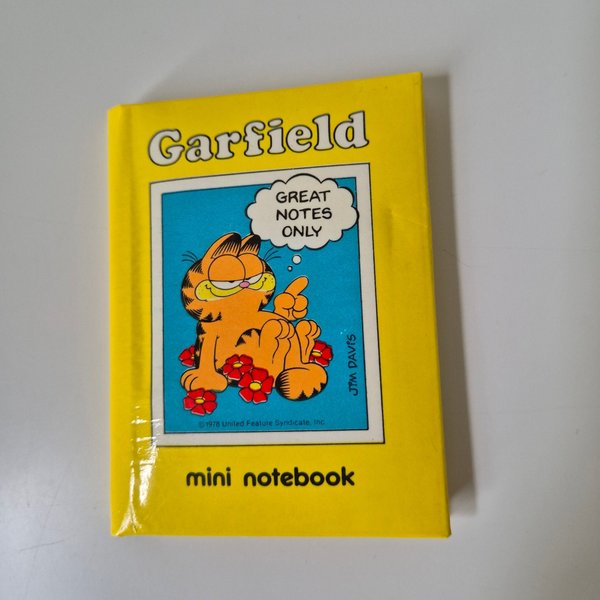 Garfield
GREAT
NOTES
ONLY
JIM DAVIS
©1978 United Feature Syndicate, Inc.
mini notebook